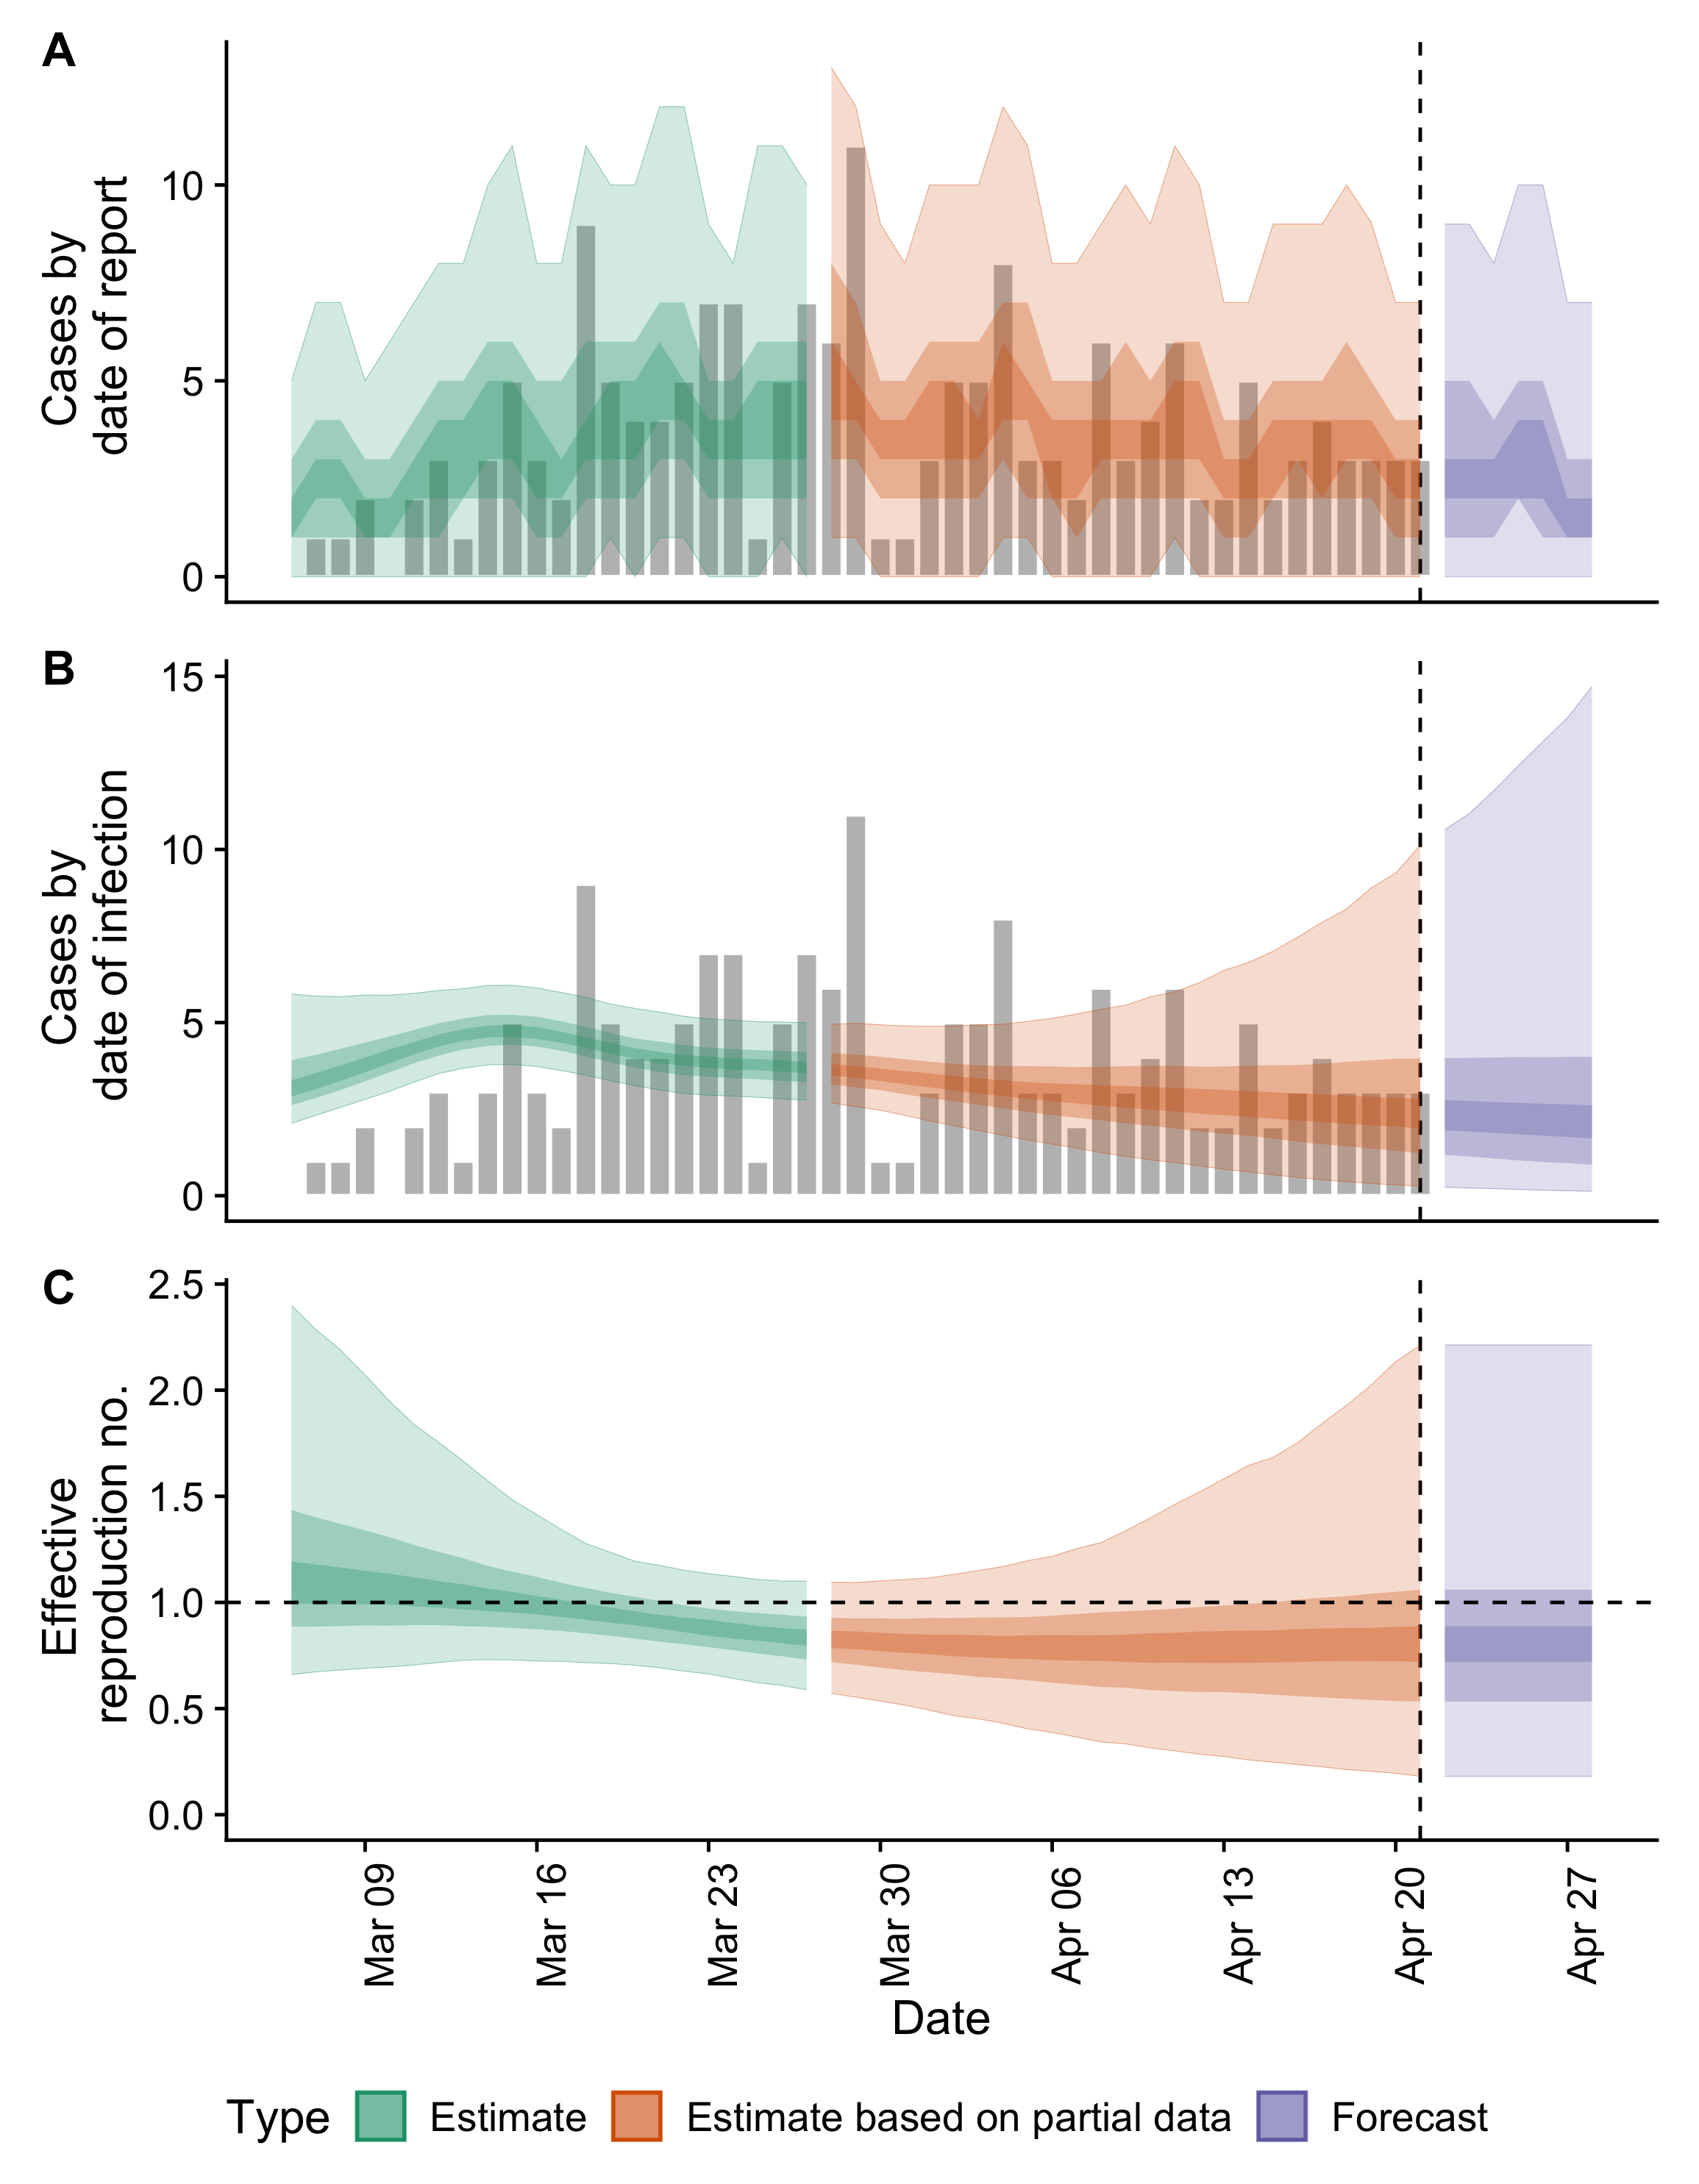 A
Cases by
date of report
10
5
0
B
Cases by
date of infection
15
10
5
0
C
Effective
reproduction no.
2.5
2.0
1.5
1.0
0.5
0.0
Mar 09
Mar 16
Mar 23
Mar 30
Apr 06
Apr 13
Apr 20
Apr 27
Date
Type Estimate Estimate based on partial data Forecast